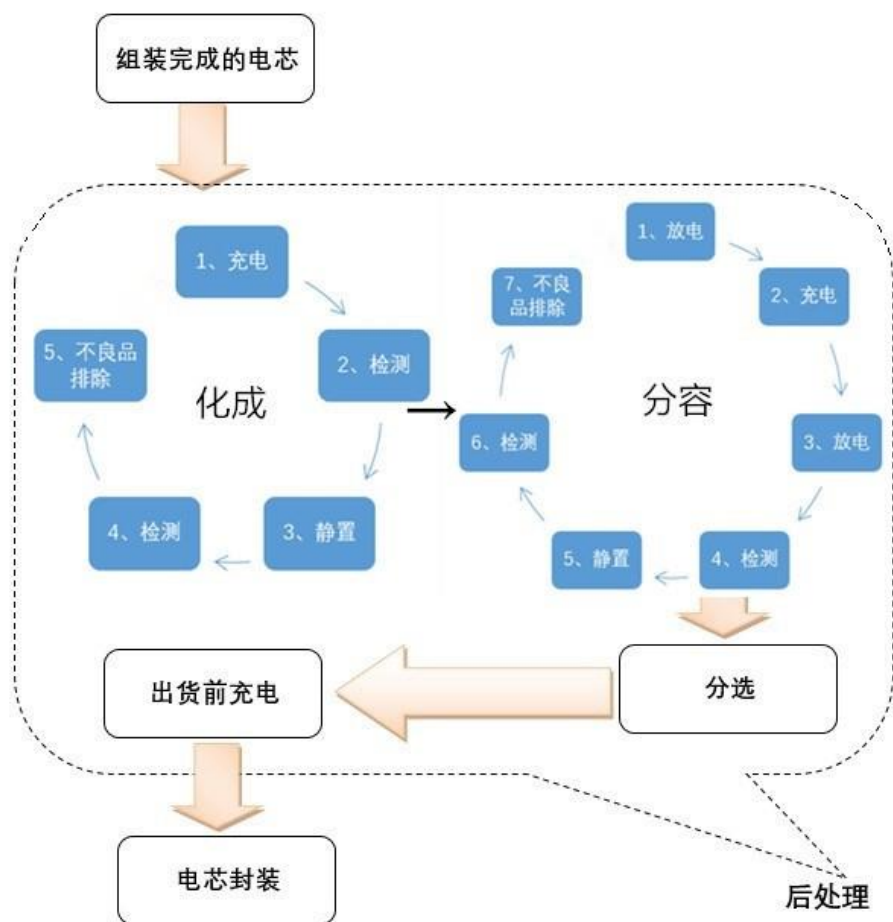 组装完成的电芯
1、充电
2、检测
3、静置
4、检测
5、不良品
排除
化成
1、放电
2、充电
3、放电
4、检测
5、静置
6、检测
7、不良
品排除
分容
分选
出货前充电
电芯封装
后处理